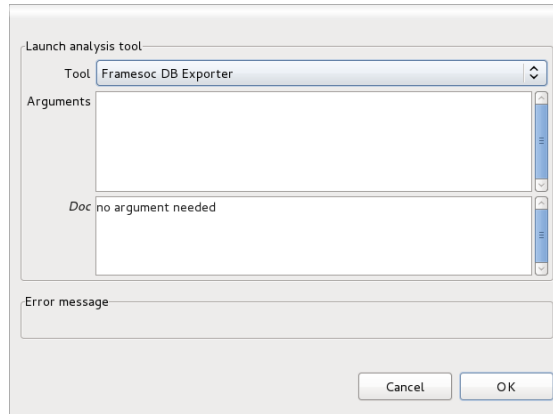 Launch analysis tool
Tool Framesoc DB Exporter
Arguments
Doc no argument needed
Error message
Cancel OK